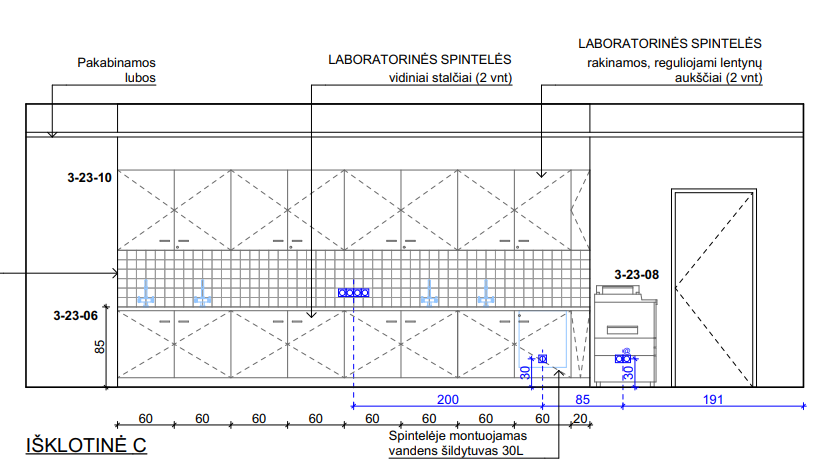 LABORATORINĖS SPINTELĖS
rakinamos, reguliojami lentynų
aukščiai (2 vnt)
LABORATORINĖS SPINTELĖS
vidiniai stalčiai (2 vnt)
Pakabinamos
lubos
3-23-10
3-23-08
3-23-06
85
30
30
200
85
191
60
60
60
60
60
60
60
60
20
Spintelėje montuojamas
vandens šildytuvas 30L
IŠKLOTINĖ C